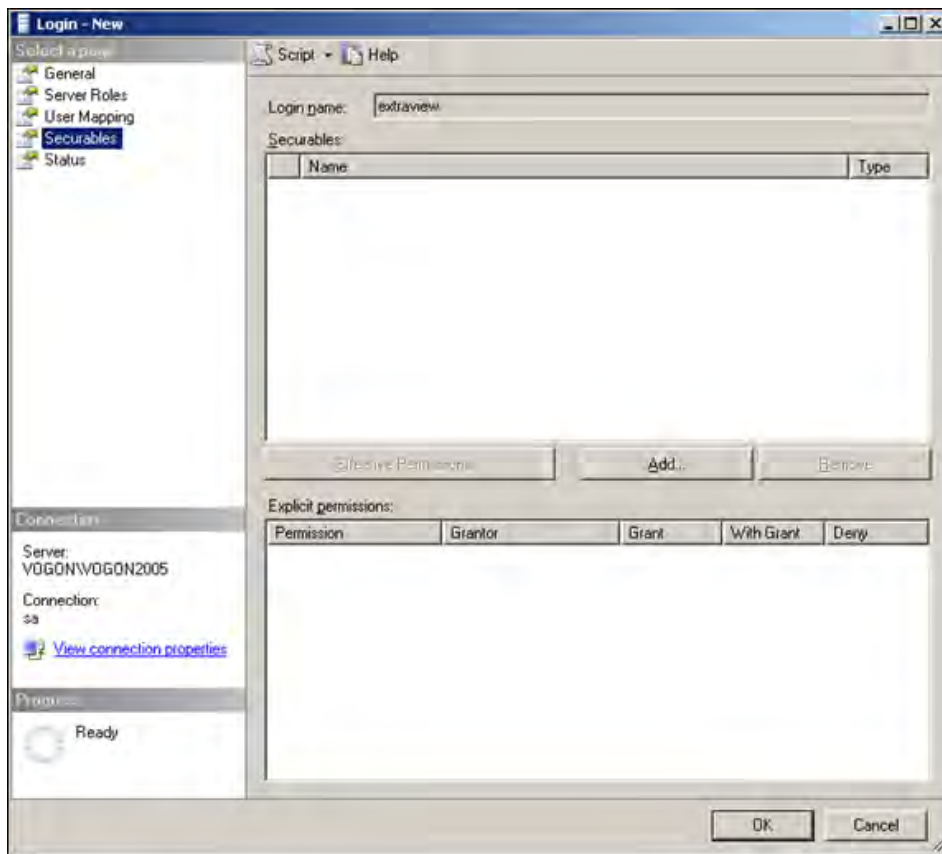 Login - New
Select a page
General
Server Roles
User Mapping
Securables
Status
Script Help
Login name: extraview
Securables:
Name Type
Effective Permissions Add... Remove
Explicit permissions:
Permission Grantor Grant With Grant Deny
Connection
Server:
VOGON\VOGON2005
Connection:
sa
View connection properties
Progress
Ready
OK Cancel